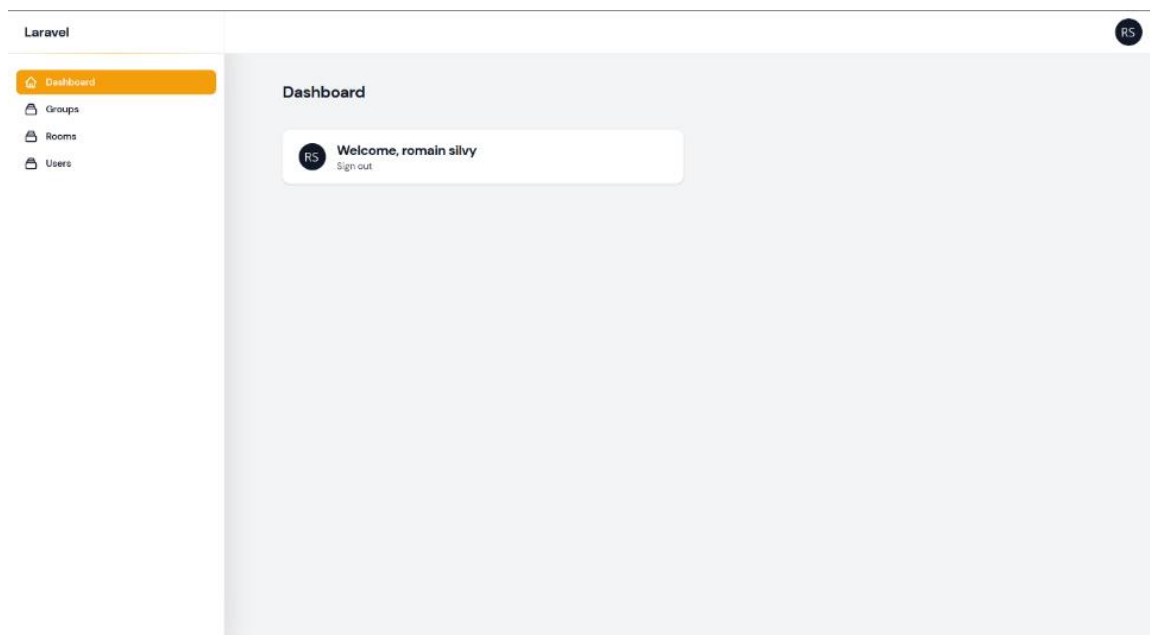 Laravel
RS
Dashboard
Groups
Rooms
Users
Dashboard
RS
Welcome, romain silvy
Sign out